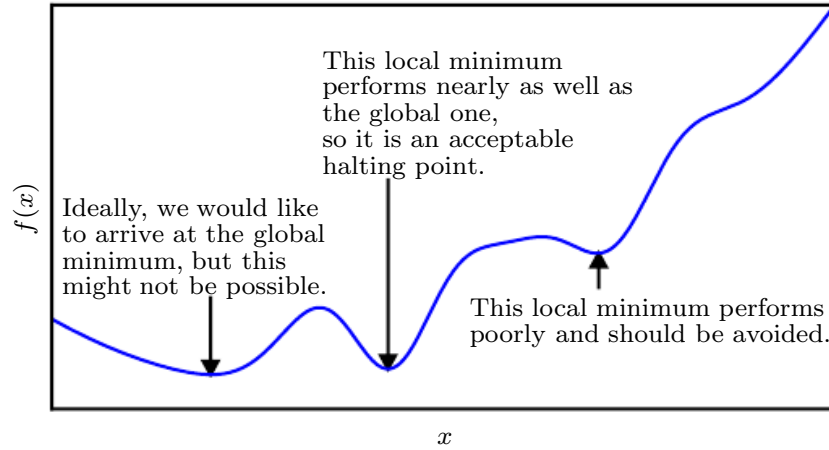 This local minimum
performs nearly as well as
the global one,
so it is an acceptable
halting point.
Ideally, we would like
to arrive at the global
minimum, but this
might not be possible.
This local minimum performs
poorly and should be avoided.
f(x)
x